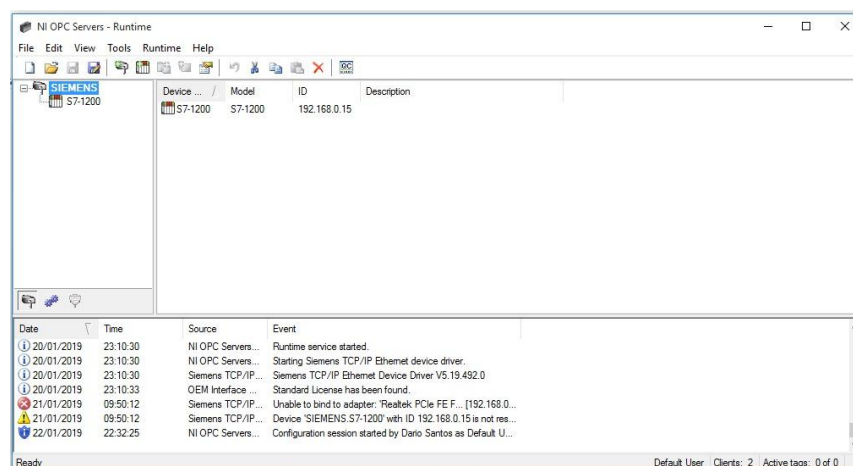 NI OPC Servers - Runtime
File Edit View Tools Runtime Help
SIEMENS
S7-1200
Device ... / Model ID Description
S7-1200 S7-1200 192.168.0.15
Date Time Source Event
20/01/2019 23:10:30 NI OPC Servers... Runtime service started.
20/01/2019 23:10:30 NI OPC Servers... Starting Siemens TCP/IP Ethernet device driver.
20/01/2019 23:10:30 Siemens TCP/IP... Siemens TCP/IP Ethernet Device Driver V5.19.492.0
20/01/2019 23:10:33 OEM Interface ... Standard License has been found.
21/01/2019 09:50:12 Siemens TCP/IP... Unable to bind to adapter: 'Realtek PCIe FE F... [192.168.0...
21/01/2019 09:50:12 Siemens TCP/IP... Device 'SIEMENS.S7-1200' with ID 192.168.0.15 is not res...
22/01/2019 22:32:25 NI OPC Servers... Configuration session started by Dario Santos as Default U...
Ready Default User Clients: 2 Active tags: 0 of 0